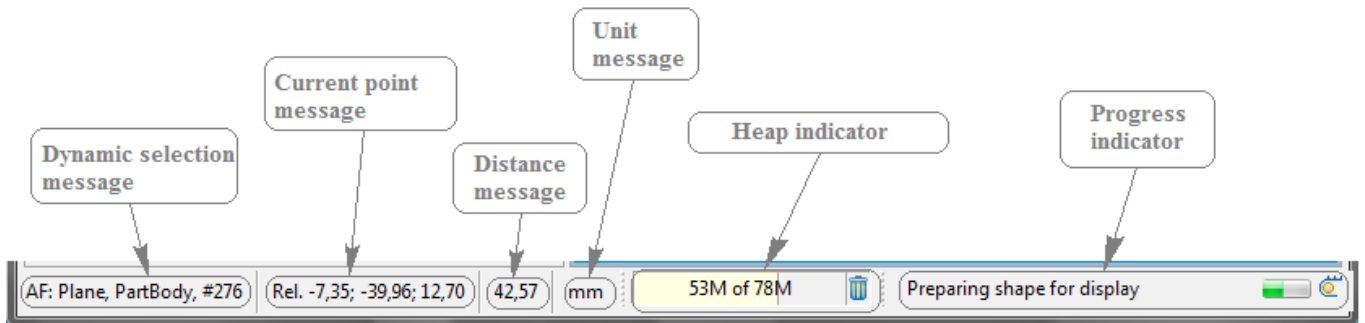 Unit
message
Current point
message
Progress
indicator
Heap indicator
Dynamic selection
message
Distance
message
AF: Plane, PartBody, #276
Rel. -7,35; -39,96; 12,70
42,57
mm
53M of 78M
Preparing shape for display